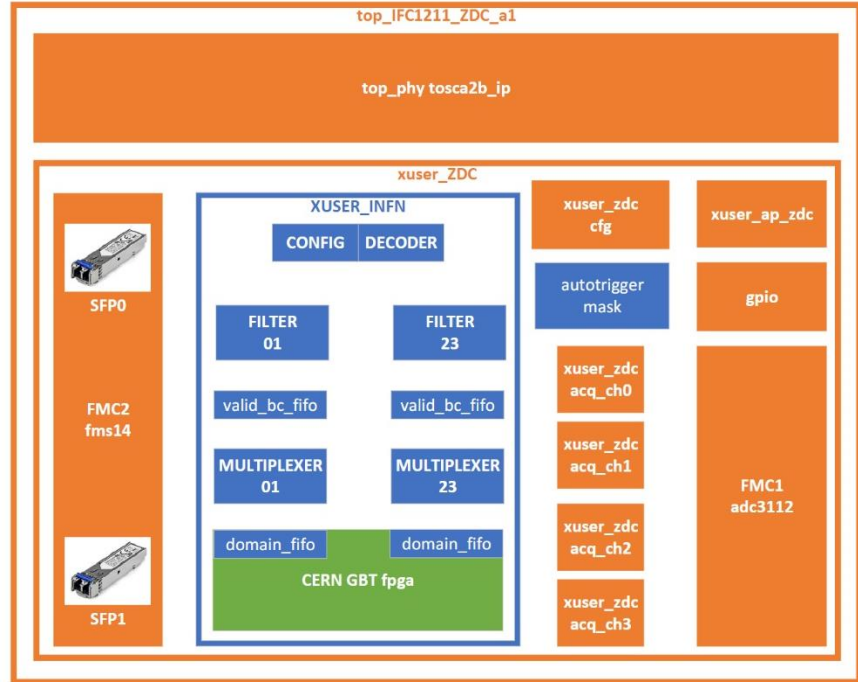 top_IFC1211_ZDC_a1
top_phy tosca2b_ip
xuser_ZDC
SFP0
FMC2
fms14
SFP1
XUSER_INFN
CONFIG
DECODER
FILTER
01
FILTER
23
valid_bc_fifo
valid_bc_fifo
MULTIPLEXER
01
MULTIPLEXER
23
domain_fifo
domain_fifo
CERN GBT fpga
xuser_zdc
cfg
autotrigger
mask
xuser_zdc
acq_ch0
xuser_zdc
acq_ch1
xuser_zdc
acq_ch2
xuser_zdc
acq_ch3
xuser_ap_zdc
gpio
FMC1
adc3112